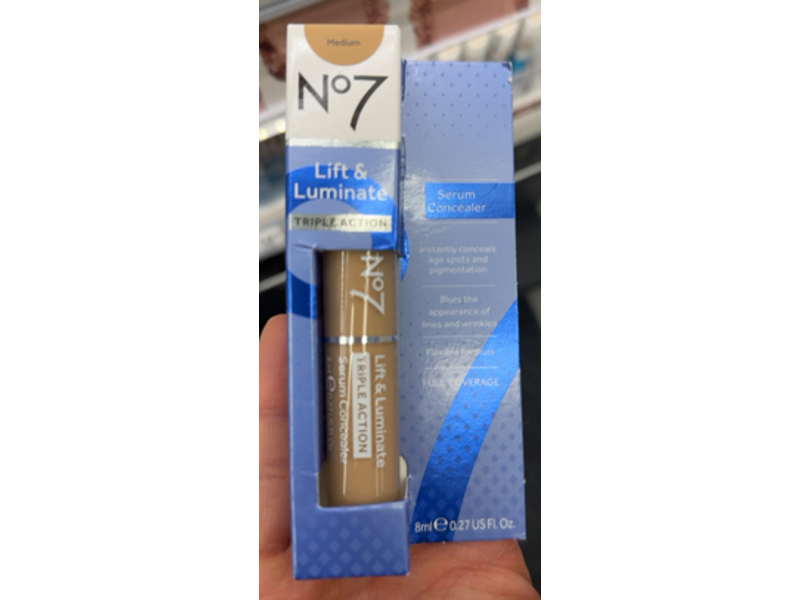 Medium
No7
Lift &
Luminate
TRIPLE ACTION
No7
Lift & Luminate
TRIPLE ACTION
Serum Concealer
Serum
Concealer
Instantly conceals
age spots and
pigmentation
Blurs the
appearance of
lines and wrinkles
Flexible formula
FULL COVERAGE
8ml ℮ 0.27 US Fl. Oz.